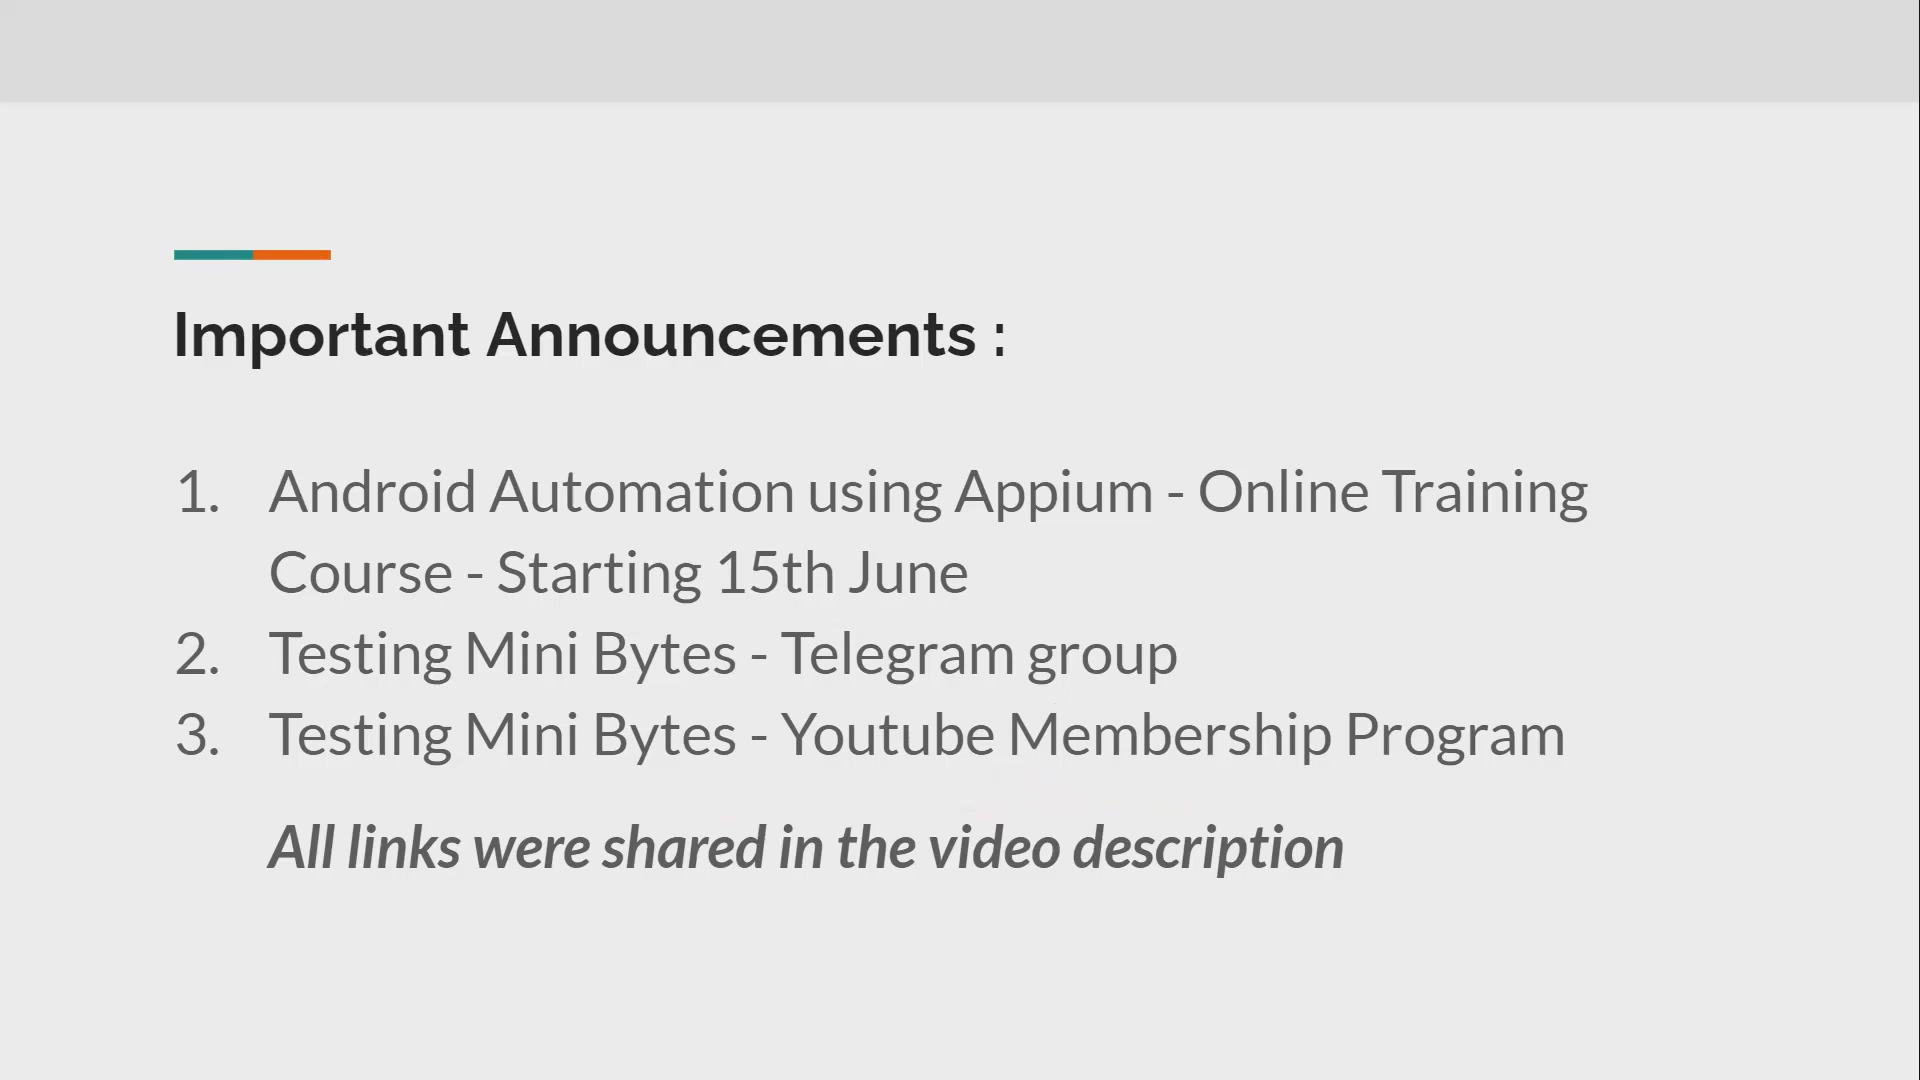 Important Announcements :
1. Android Automation using Appium - Online Training
Course - Starting 15th June
2. Testing Mini Bytes - Telegram group
3. Testing Mini Bytes - Youtube Membership Program
All links were shared in the video description